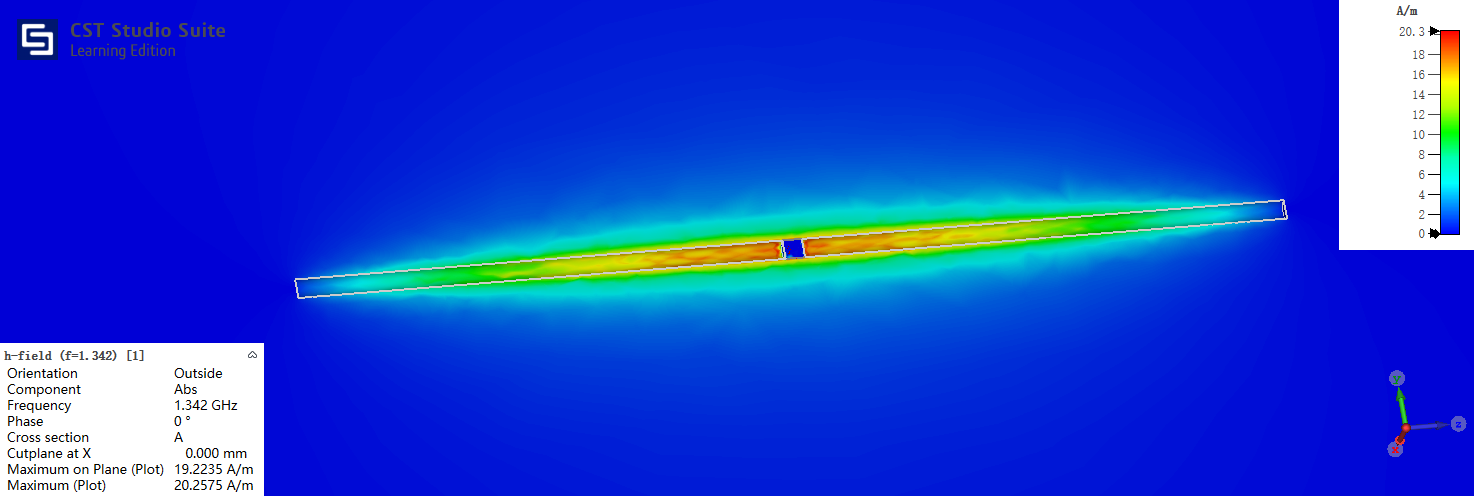 CST Studio Suite
Learning Edition
A/m
20.3
18
16
14
12
10
8
6
4
2
0
h-field (f=1.342) [1]
Orientation Outside
Component Abs
Frequency 1.342 GHz
Phase 0 °
Cross section A
Cutplane at X 0.000 mm
Maximum on Plane (Plot) 19.2235 A/m
Maximum (Plot) 20.2575 A/m
y
z
x